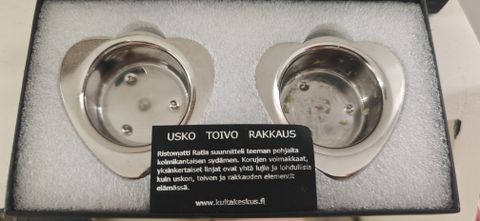 USKO TOIVO RAKKAUS
Ristomatti Ratia suunnitteli teeman pohjalta
kolmikantaisen sydämen. Korujen voimakkaat,
yksinkertaiset linjat ovat yhtä lujia ja lohdullisia
kuin uskon, toivon ja rakkauden elementit
elämässä.
www.kultakeskus.fi